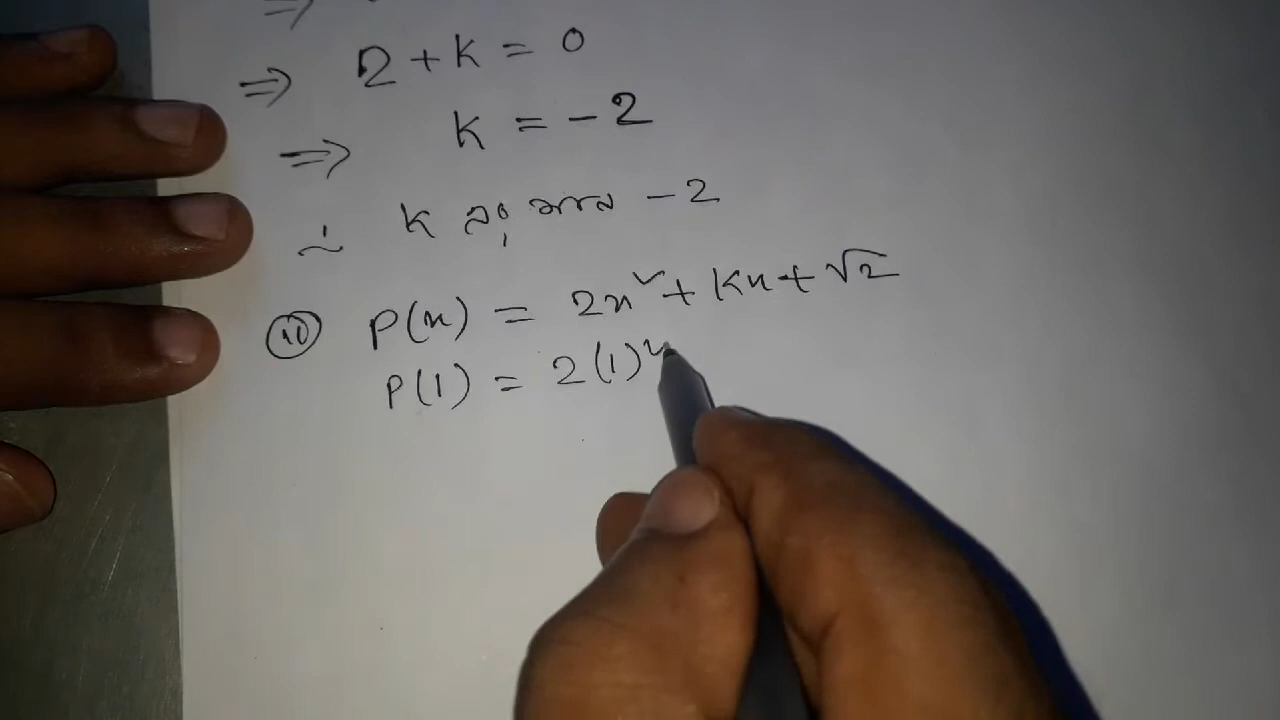 ⇒
⇒ 2 + k = 0
⇒ k = -2
∴ k ৰ মান -2
(ii) P(x) = 2x² + kx + √2
P(1) = 2(1)²